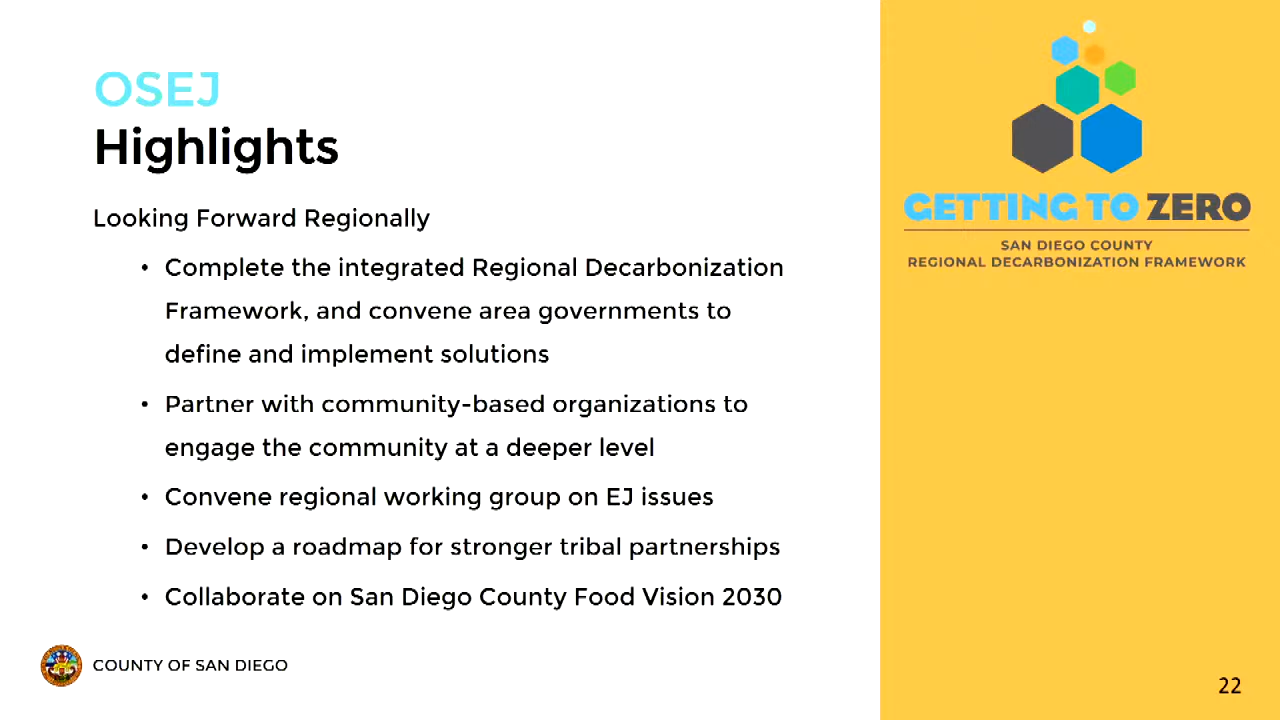 OSEJ
Highlights
Looking Forward Regionally
• Complete the integrated Regional Decarbonization
Framework, and convene area governments to
define and implement solutions
• Partner with community-based organizations to
engage the community at a deeper level
• Convene regional working group on EJ issues
• Develop a roadmap for stronger tribal partnerships
• Collaborate on San Diego County Food Vision 2030
COUNTY OF SAN DIEGO
GETTING TO ZERO
SAN DIEGO COUNTY
REGIONAL DECARBONIZATION FRAMEWORK
22